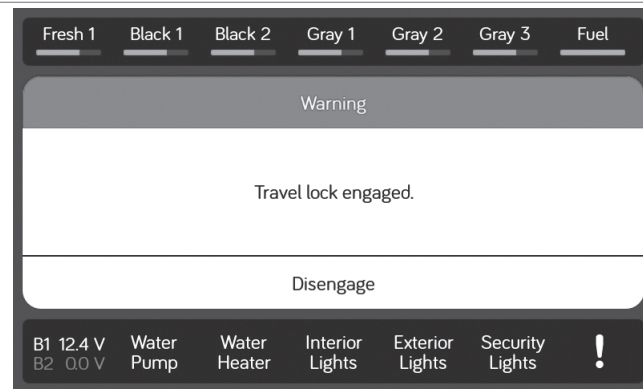 Fresh 1 Black 1 Black 2 Gray 1 Gray 2 Gray 3 Fuel
Warning
Travel lock engaged.
Disengage
B1 12.4 V Water Water Interior Exterior Security !
B2 0.0 V Pump Heater Lights Lights Lights